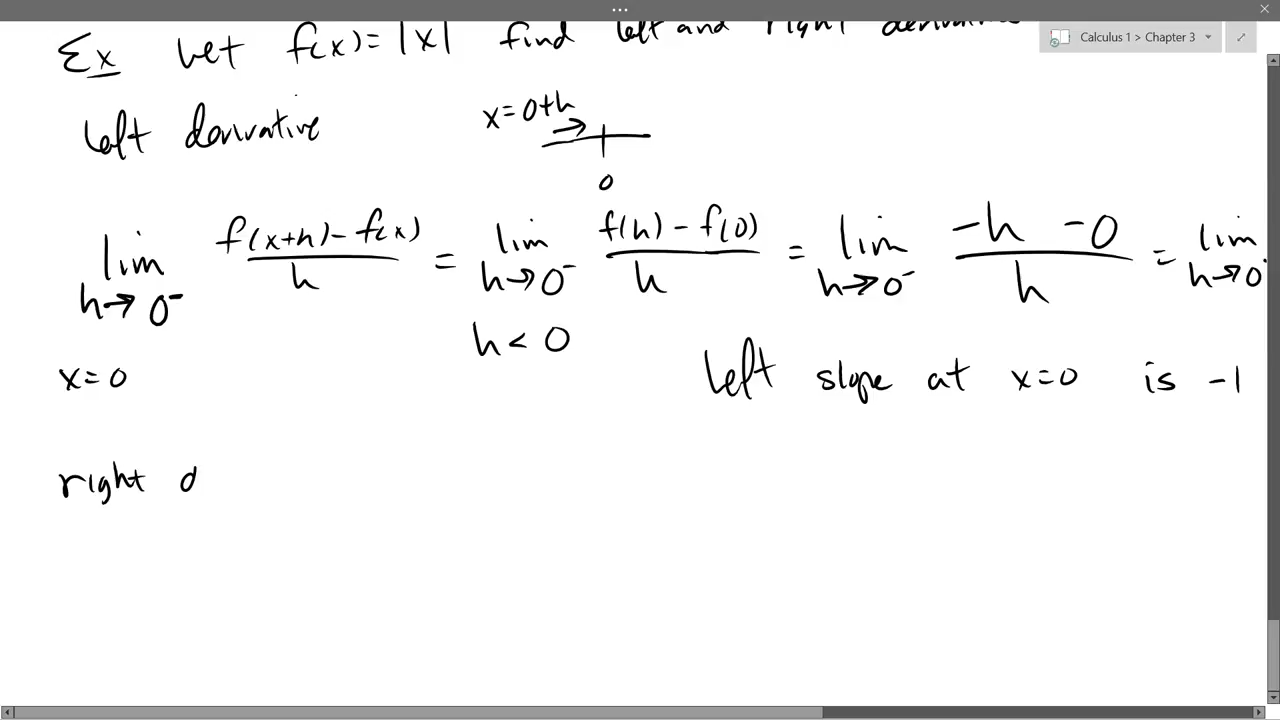 Ex Let f(x) = |x| find left and right derivative
Calculus 1 > Chapter 3
left derivative
x = 0+h
0
lim h→0⁻ f(x+h) - f(x) / h = lim h→0⁻ f(h) - f(0) / h = lim h→0⁻ -h - 0 / h = lim h→0⁻
h < 0
x = 0
left slope at x=0 is -1
right d